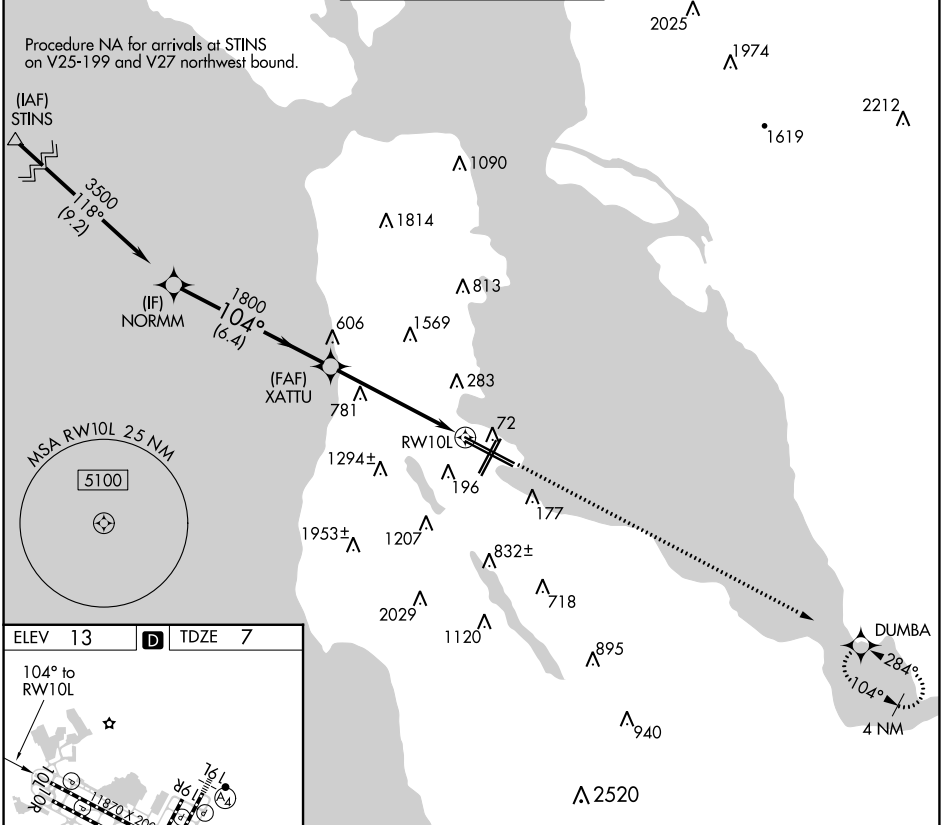 2025
Procedure NA for arrivals at STINS
on V25-199 and V27 northwest bound.
1974
(IAF)
STINS
2212
1619
1090
3500
118°
(9.2)
1814
813
(IF)
NORMM
1800
104°
(6.4)
606
1569
(FAF)
XATTU
283
781
MSA RW10L 25 NM
RW10L
72
1294±
196
5100
177
1953±
1207
832±
2029
718
1120
ELEV 13
D
TDZE 7
DUMBA
895
284°
104°
4 NM
104° to
RW10L
940
19L
19R
A4
10L
10R
P
P
P
P
11870 X 200
2520